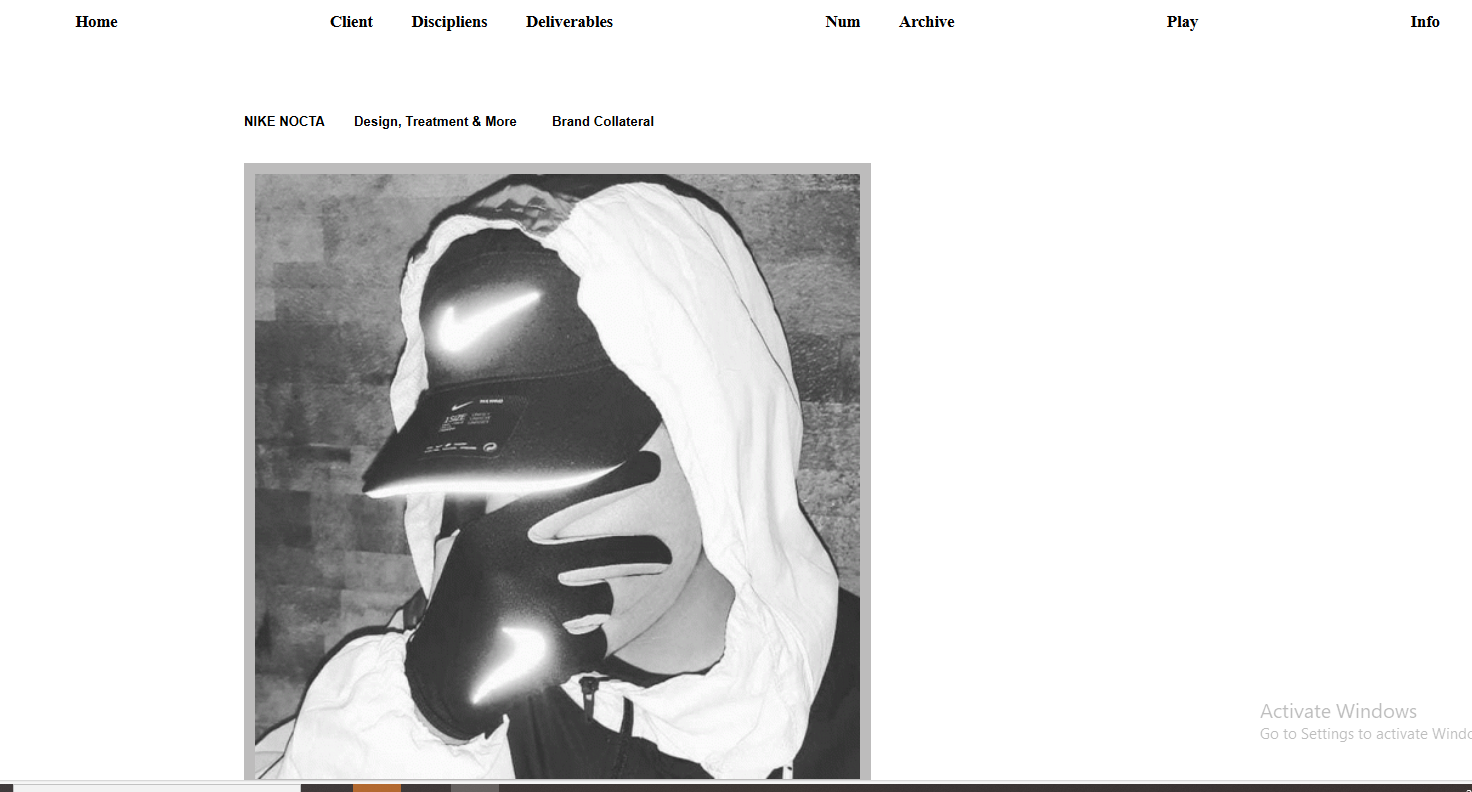 Home Client Discipliens Deliverables Num Archive Play Info
NIKE NOCTA Design, Treatment & More Brand Collateral
Activate Windows
Go to Settings to activate